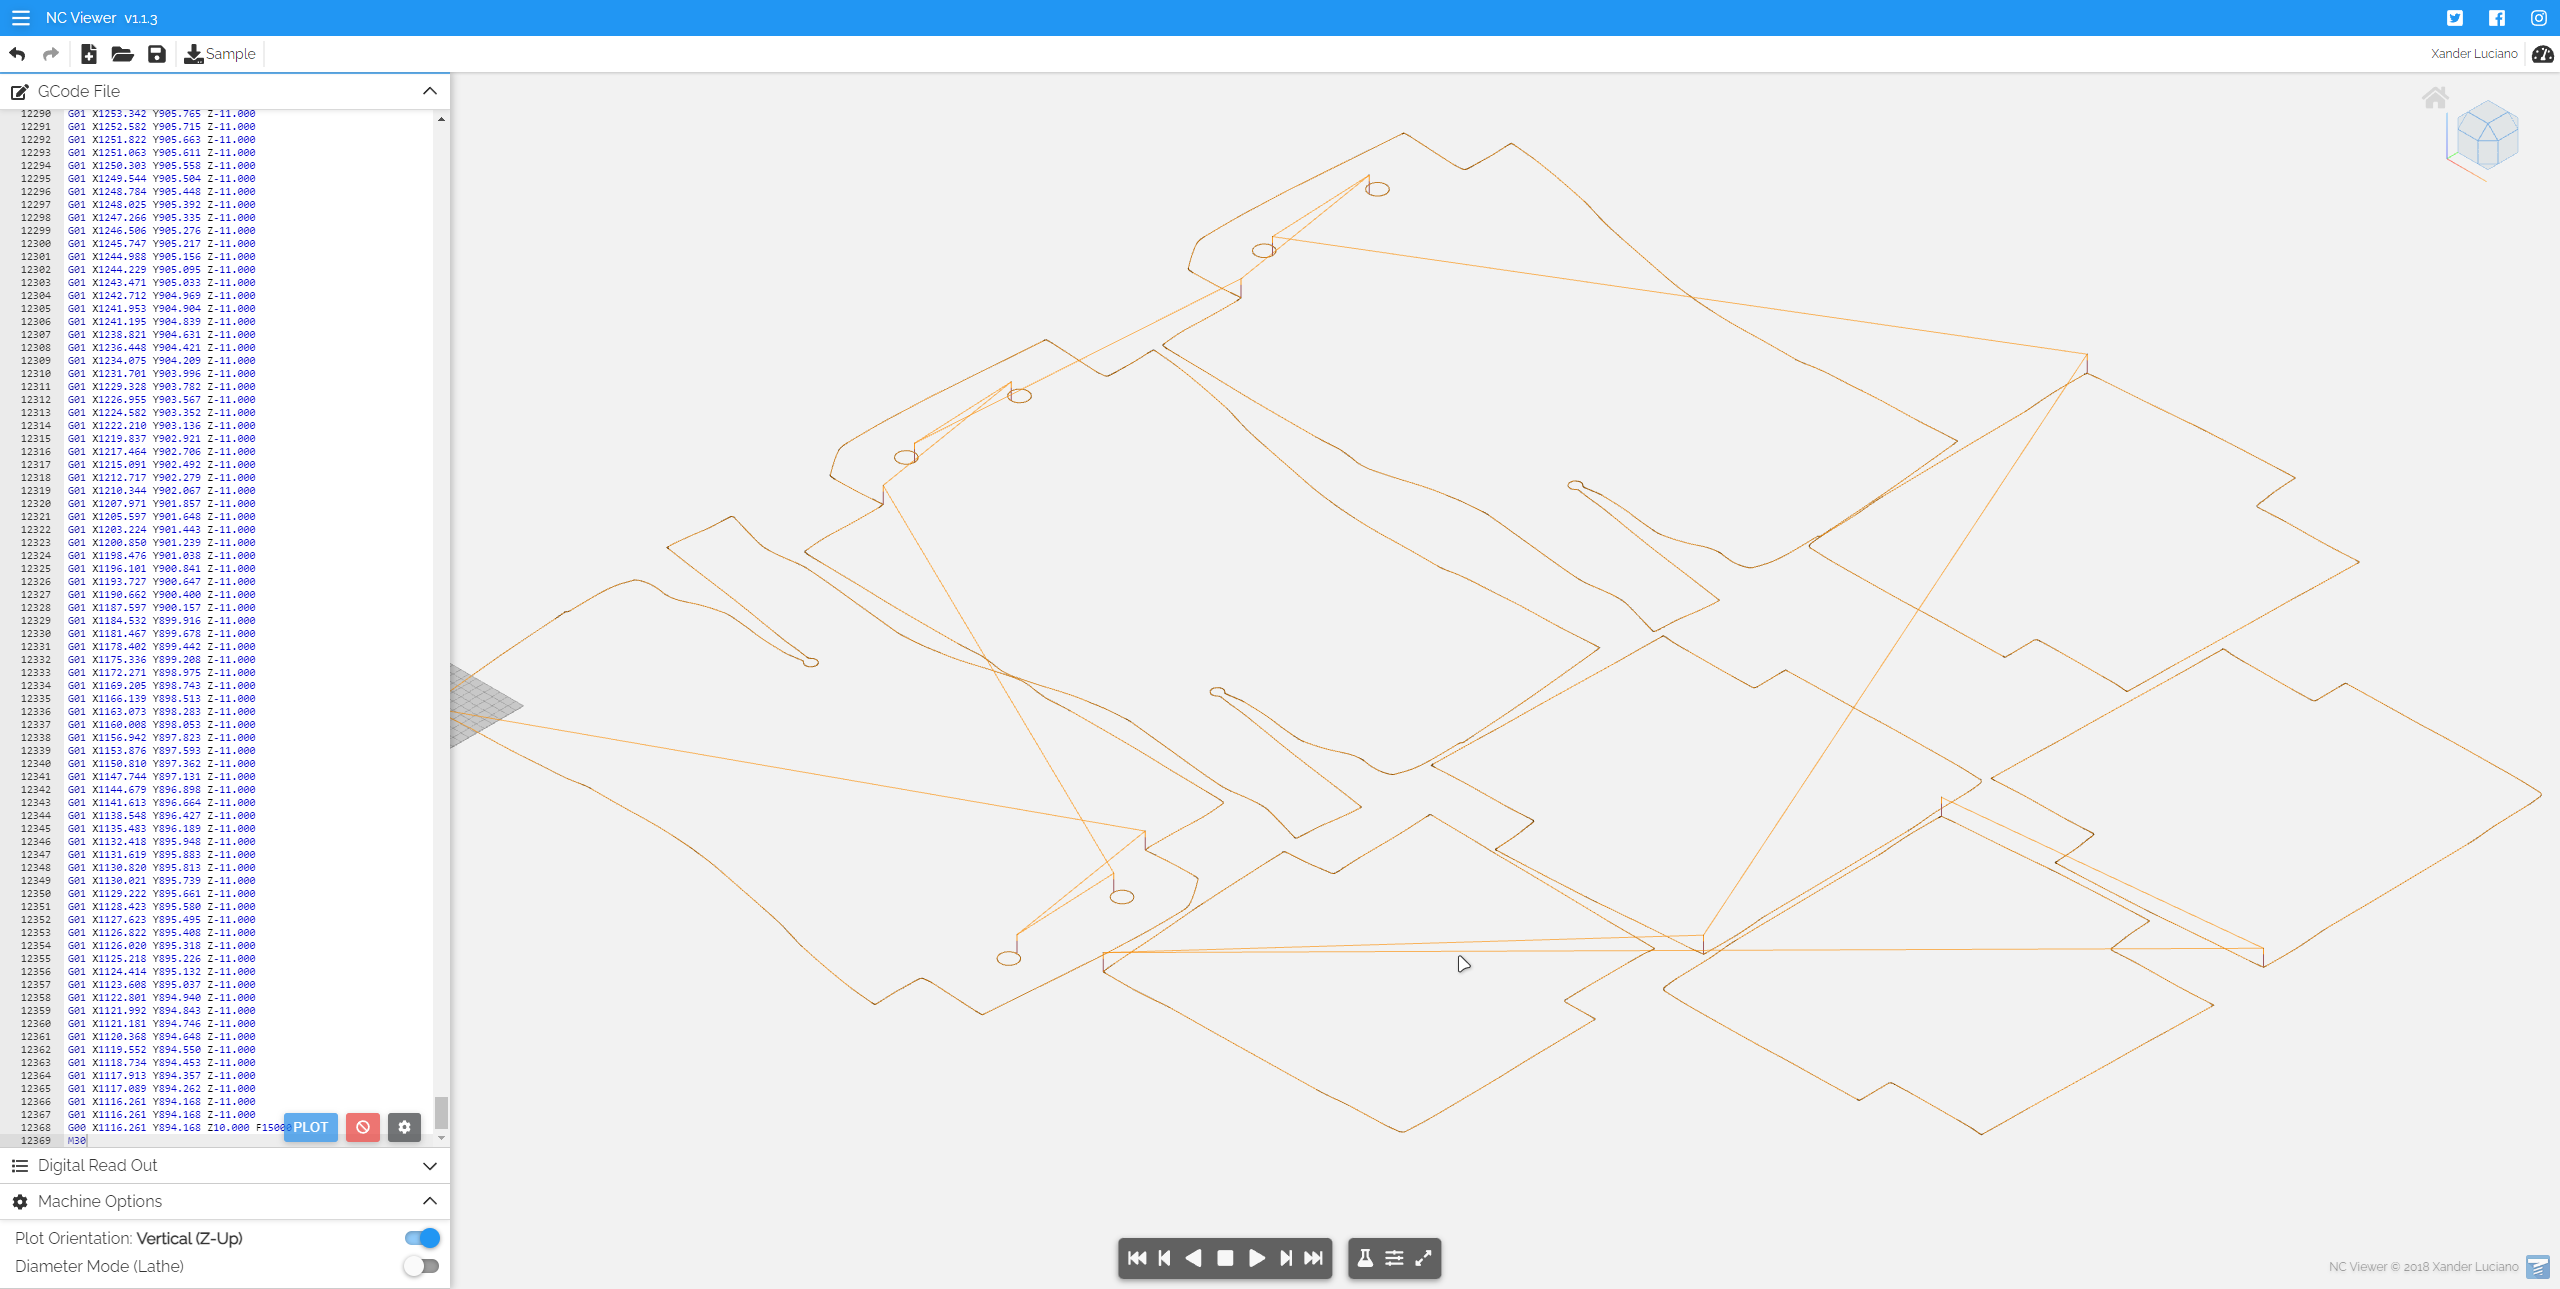 NC Viewer v1.1.3
Sample
Xander Luciano
GCode File
12290 G01 X1253.342 Y905.765 Z-11.000
12291 G01 X1252.582 Y905.715 Z-11.000
12292 G01 X1251.822 Y905.663 Z-11.000
12293 G01 X1251.063 Y905.611 Z-11.000
12294 G01 X1250.303 Y905.558 Z-11.000
12295 G01 X1249.544 Y905.504 Z-11.000
12296 G01 X1248.784 Y905.448 Z-11.000
12297 G01 X1248.025 Y905.392 Z-11.000
12298 G01 X1247.266 Y905.335 Z-11.000
12299 G01 X1246.506 Y905.276 Z-11.000
12300 G01 X1245.747 Y905.217 Z-11.000
12301 G01 X1244.988 Y905.156 Z-11.000
12302 G01 X1244.229 Y905.095 Z-11.000
12303 G01 X1243.471 Y905.033 Z-11.000
12304 G01 X1242.712 Y904.969 Z-11.000
12305 G01 X1241.953 Y904.904 Z-11.000
12306 G01 X1241.195 Y904.839 Z-11.000
12307 G01 X1238.821 Y904.631 Z-11.000
12308 G01 X1236.448 Y904.421 Z-11.000
12309 G01 X1234.075 Y904.209 Z-11.000
12310 G01 X1231.701 Y903.996 Z-11.000
12311 G01 X1229.328 Y903.782 Z-11.000
12312 G01 X1226.955 Y903.567 Z-11.000
12313 G01 X1224.582 Y903.352 Z-11.000
12314 G01 X1222.210 Y903.136 Z-11.000
12315 G01 X1219.837 Y902.921 Z-11.000
12316 G01 X1217.464 Y902.706 Z-11.000
12317 G01 X1215.091 Y902.492 Z-11.000
12318 G01 X1212.717 Y902.279 Z-11.000
12319 G01 X1210.344 Y902.067 Z-11.000
12320 G01 X1207.971 Y901.857 Z-11.000
12321 G01 X1205.597 Y901.648 Z-11.000
12322 G01 X1203.224 Y901.443 Z-11.000
12323 G01 X1200.850 Y901.239 Z-11.000
12324 G01 X1198.476 Y901.038 Z-11.000
12325 G01 X1196.101 Y900.841 Z-11.000
12326 G01 X1193.727 Y900.647 Z-11.000
12327 G01 X1190.662 Y900.400 Z-11.000
12328 G01 X1187.597 Y900.157 Z-11.000
12329 G01 X1184.532 Y899.916 Z-11.000
12330 G01 X1181.467 Y899.678 Z-11.000
12331 G01 X1178.402 Y899.442 Z-11.000
12332 G01 X1175.336 Y899.208 Z-11.000
12333 G01 X1172.271 Y898.975 Z-11.000
12334 G01 X1169.205 Y898.743 Z-11.000
12335 G01 X1166.139 Y898.513 Z-11.000
12336 G01 X1163.073 Y898.283 Z-11.000
12337 G01 X1160.008 Y898.053 Z-11.000
12338 G01 X1156.942 Y897.823 Z-11.000
12339 G01 X1153.876 Y897.593 Z-11.000
12340 G01 X1150.810 Y897.362 Z-11.000
12341 G01 X1147.744 Y897.131 Z-11.000
12342 G01 X1144.679 Y896.898 Z-11.000
12343 G01 X1141.613 Y896.664 Z-11.000
12344 G01 X1138.548 Y896.427 Z-11.000
12345 G01 X1135.483 Y896.189 Z-11.000
12346 G01 X1132.418 Y895.948 Z-11.000
12347 G01 X1131.619 Y895.883 Z-11.000
12348 G01 X1130.820 Y895.813 Z-11.000
12349 G01 X1130.021 Y895.739 Z-11.000
12350 G01 X1129.222 Y895.661 Z-11.000
12351 G01 X1128.423 Y895.580 Z-11.000
12352 G01 X1127.623 Y895.495 Z-11.000
12353 G01 X1126.822 Y895.408 Z-11.000
12354 G01 X1126.020 Y895.318 Z-11.000
12355 G01 X1125.218 Y895.226 Z-11.000
12356 G01 X1124.414 Y895.132 Z-11.000
12357 G01 X1123.608 Y895.037 Z-11.000
12358 G01 X1122.801 Y894.940 Z-11.000
12359 G01 X1121.992 Y894.843 Z-11.000
12360 G01 X1121.181 Y894.746 Z-11.000
12361 G01 X1120.368 Y894.648 Z-11.000
12362 G01 X1119.552 Y894.550 Z-11.000
12363 G01 X1118.734 Y894.453 Z-11.000
12364 G01 X1117.913 Y894.357 Z-11.000
12365 G01 X1117.089 Y894.262 Z-11.000
12366 G01 X1116.261 Y894.168 Z-11.000
12367 G01 X1116.261 Y894.168 Z-11.000
12368 G00 X1116.261 Y894.168 Z10.000 F15000
12369 M30
PLOT
Digital Read Out
Machine Options
Plot Orientation: Vertical (Z-Up)
Diameter Mode (Lathe)
NC Viewer © 2018 Xander Luciano